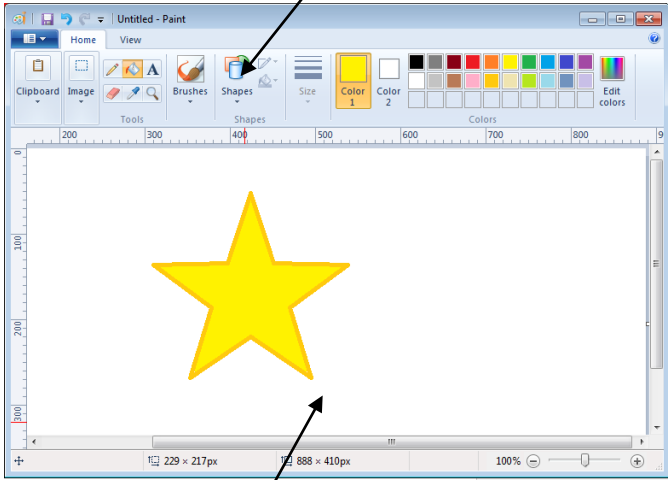 Untitled - Paint
Home View
Clipboard Image Tools Brushes Shapes Shapes Size Color 1 Color 2 Colors Edit colors
200 300 400 500 600 700 800 9
0
100
200
300
A
229 × 217px 888 × 410px 100%